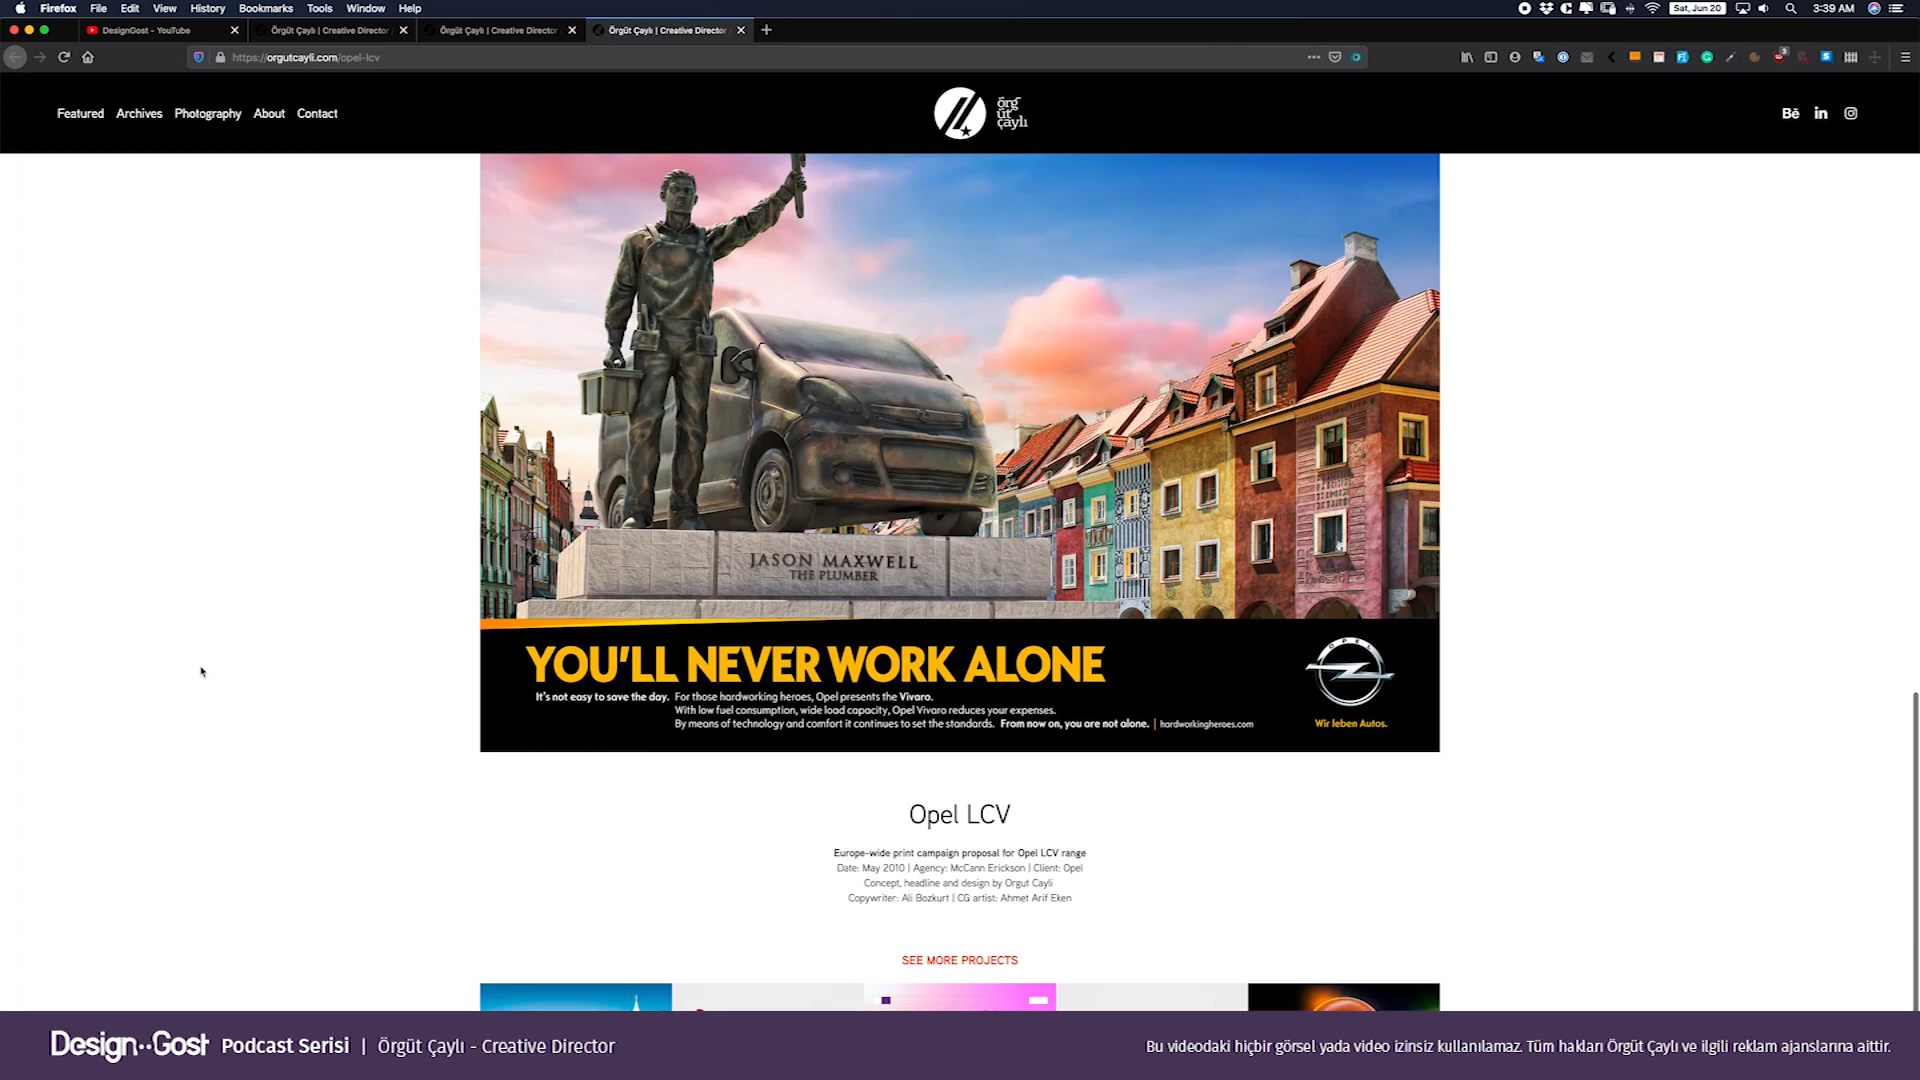 Firefox File Edit View History Bookmarks Tools Window Help
Sat, Jun 20
3:39 AM
DesignGost - YouTube
Örgüt Çaylı | Creative Director
Örgüt Çaylı | Creative Director
Örgüt Çaylı | Creative Director
https://orgutcayli.com/opel-lcv
Featured Archives Photography About Contact
örg
üt
çaylı
Bē
in
JASON MAXWELL
THE PLUMBER
YOU'LL NEVER WORK ALONE
It's not easy to save the day. For those hardworking heroes, Opel presents the Vivaro.
With low fuel consumption, wide load capacity, Opel Vivaro reduces your expenses.
By means of technology and comfort it continues to set the standards. From now on, you are not alone. | hardworkingheroes.com
OPEL
Wir leben Autos.
Opel LCV
Europe-wide print campaign proposal for Opel LCV range
Date: May 2010 | Agency: McCann Erickson | Client: Opel
Concept, headline and design by Orgut Cayli
Copywriter: Ali Bozkurt | CG artist: Ahmet Arif Eken
SEE MORE PROJECTS
Design··Gost Podcast Serisi | Örgüt Çaylı - Creative Director
Bu videodaki hiçbir görsel yada video izinsiz kullanılamaz. Tüm hakları Örgüt Çaylı ve ilgili reklam ajanslarına aittir.